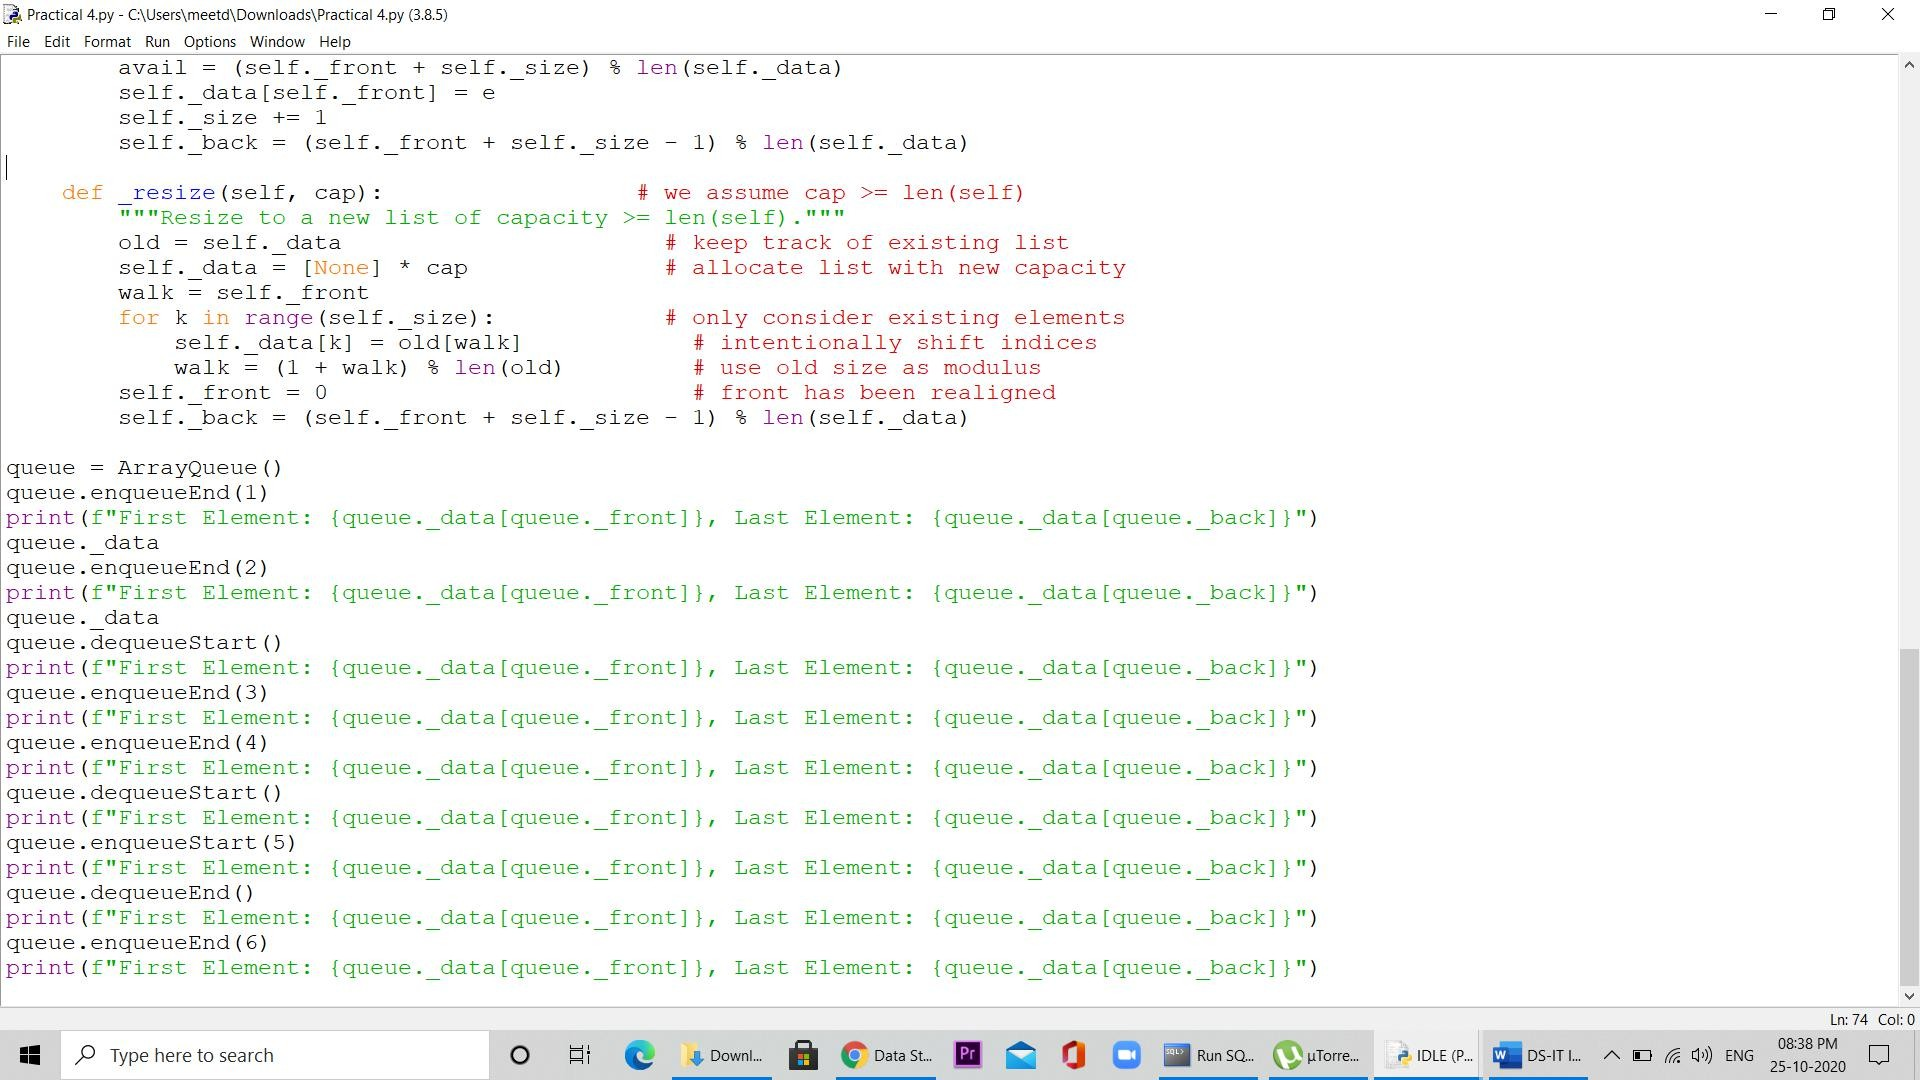 Practical 4.py - C:\Users\meetd\Downloads\Practical 4.py (3.8.5)
File Edit Format Run Options Window Help
        avail = (self._front + self._size) % len(self._data)
        self._data[self._front] = e
        self._size += 1
        self._back = (self._front + self._size - 1) % len(self._data)
    def _resize(self, cap):                  # we assume cap >= len(self)
        """Resize to a new list of capacity >= len(self)."""
        old = self._data                       # keep track of existing list
        self._data = [None] * cap              # allocate list with new capacity
        walk = self._front
        for k in range(self._size):            # only consider existing elements
            self._data[k] = old[walk]            # intentionally shift indices
            walk = (1 + walk) % len(old)         # use old size as modulus
        self._front = 0                          # front has been realigned
        self._back = (self._front + self._size - 1) % len(self._data)
queue = ArrayQueue()
queue.enqueueEnd(1)
print(f"First Element: {queue._data[queue._front]}, Last Element: {queue._data[queue._back]}")
queue._data
queue.enqueueEnd(2)
print(f"First Element: {queue._data[queue._front]}, Last Element: {queue._data[queue._back]}")
queue._data
queue.dequeueStart()
print(f"First Element: {queue._data[queue._front]}, Last Element: {queue._data[queue._back]}")
queue.enqueueEnd(3)
print(f"First Element: {queue._data[queue._front]}, Last Element: {queue._data[queue._back]}")
queue.enqueueEnd(4)
print(f"First Element: {queue._data[queue._front]}, Last Element: {queue._data[queue._back]}")
queue.dequeueStart()
print(f"First Element: {queue._data[queue._front]}, Last Element: {queue._data[queue._back]}")
queue.enqueueStart(5)
print(f"First Element: {queue._data[queue._front]}, Last Element: {queue._data[queue._back]}")
queue.dequeueEnd()
print(f"First Element: {queue._data[queue._front]}, Last Element: {queue._data[queue._back]}")
queue.enqueueEnd(6)
print(f"First Element: {queue._data[queue._front]}, Last Element: {queue._data[queue._back]}")
Ln: 74 Col: 0
Type here to search Downl... Data St... Pr SQL> Run SQ... µTorre... IDLE (P... W DS-IT I... ENG 08:38 PM
25-10-2020